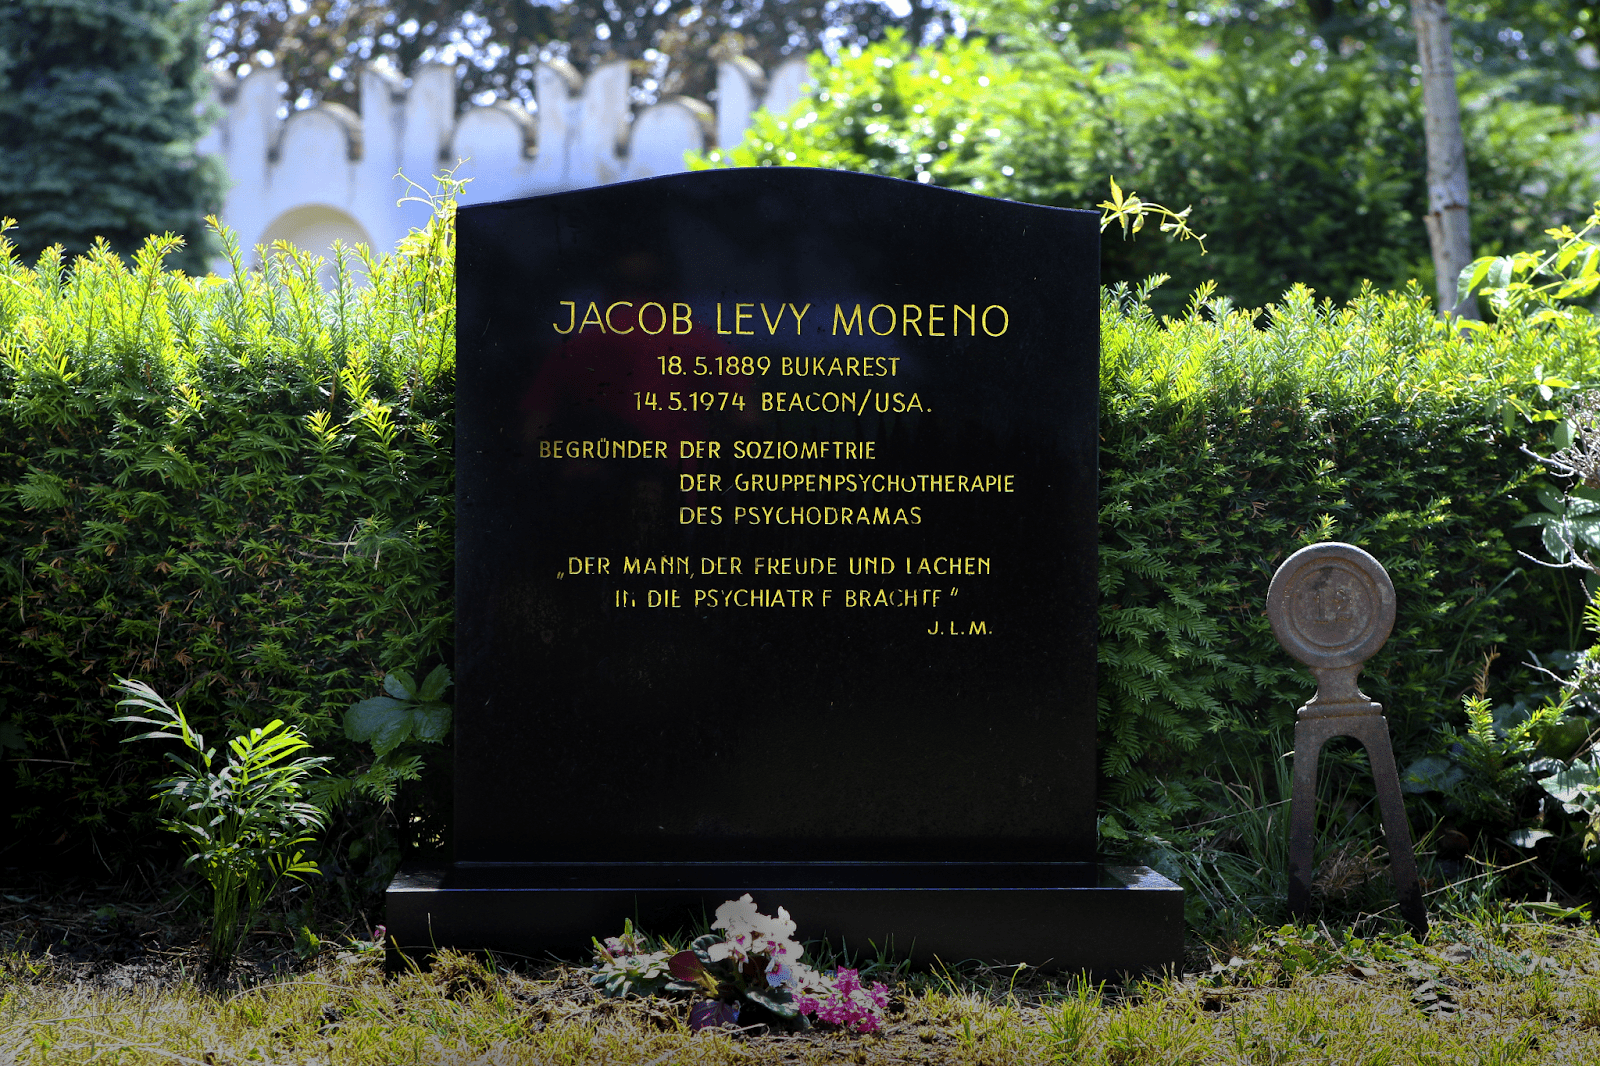 JACOB LEVY MORENO
18.5.1889 BUKAREST
14.5.1974 BEACON/USA.
BEGRÜNDER DER SOZIOMETRIE
DER GRUPPENPSYCHOTHERAPIE
DES PSYCHODRAMAS
„DER MANN, DER FREUDE UND LACHEN
IN DIE PSYCHIATRIE BRACHTE"
J.L.M.